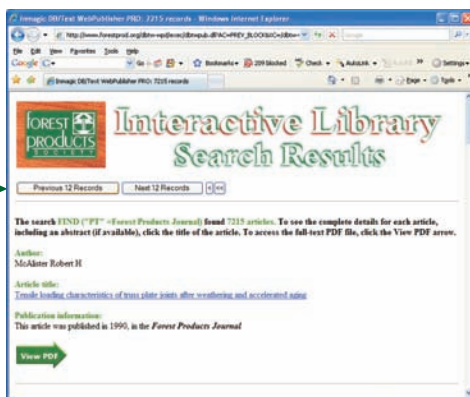 Inmagic DB/Text WebPublisher PRO: 7215 records - Windows Internet Explorer
File Edit View Favorites Tools Help
Google Go Bookmarks 209 blocked Check AutoLink Settings
Inmagic DB/Text WebPublisher PRO: 7215 records Page Tools
FOREST PRODUCTS SOCIETY
Interactive Library
Search Results
Previous 12 Records Next 12 Records
The search FIND ("PT" =Forest Products Journal) found 7215 articles. To see the complete details for each article,
including an abstract (if available), click the title of the article. To access the full-text PDF file, click the View PDF arrow.
Author:
McAlister Robert H
Article title:
Tensile loading characteristics of truss plate joints after weathering and accelerated aging
Publication information:
This article was published in 1990, in the Forest Products Journal
View PDF